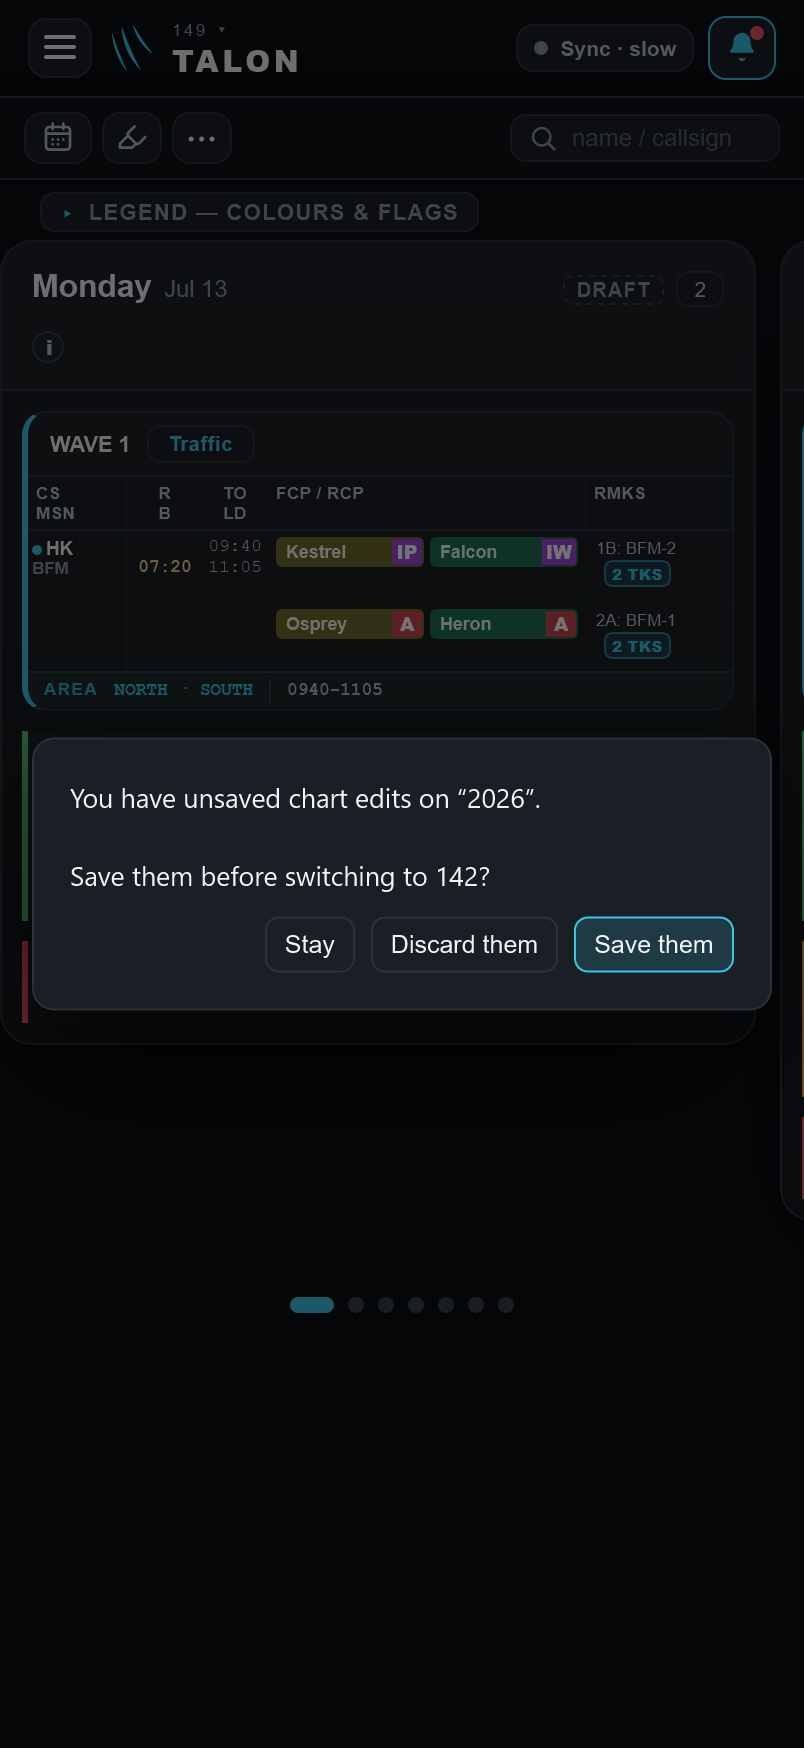 149 ▾
TALON
Sync · slow
name / callsign
▸ LEGEND — COLOURS & FLAGS
Monday Jul 13
DRAFT 2
i
WAVE 1 Traffic
CS R TO FCP / RCP RMKS
MSN B LD
HK 09:40 Kestrel IP Falcon IW 1B: BFM-2
BFM 07:20 11:05 2 TKS
Osprey A Heron A 2A: BFM-1
2 TKS
AREA NORTH · SOUTH 0940–1105
You have unsaved chart edits on “2026”.
Save them before switching to 142?
Stay Discard them Save them